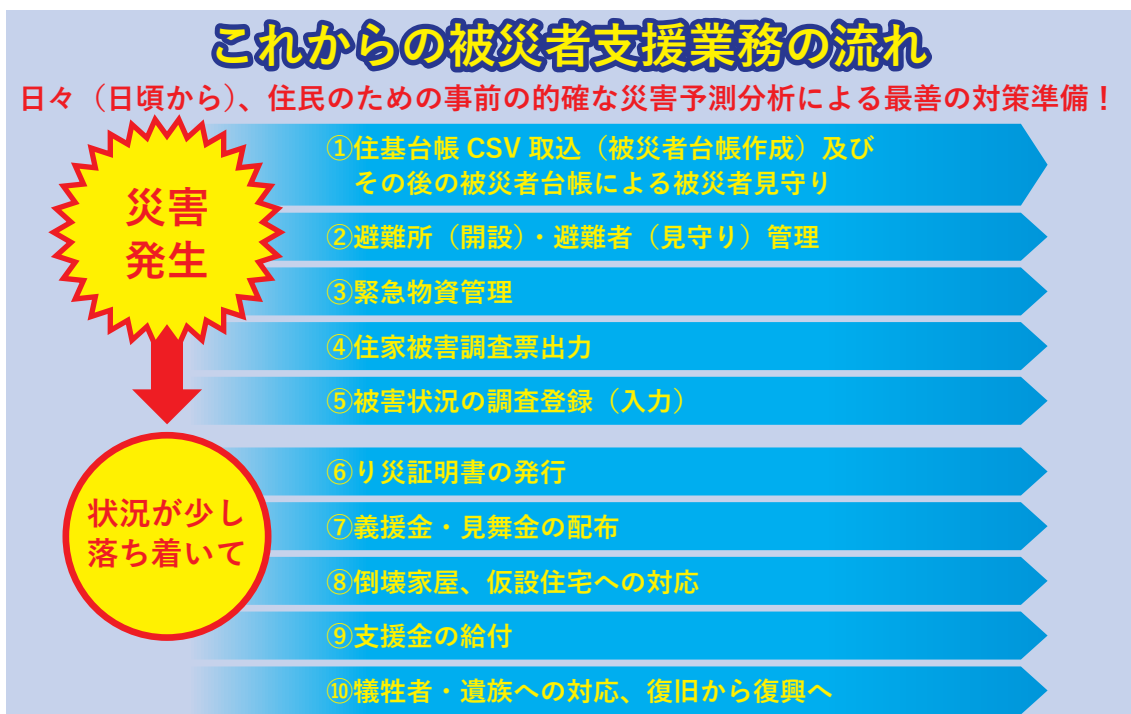 これからの被災者支援業務の流れ
日々（日頃から）、住民のための事前の的確な災害予測分析による最善の対策準備！
災害
発生
①住基台帳 CSV 取込（被災者台帳作成）及び
その後の被災者台帳による被災者見守り
②避難所（開設）・避難者（見守り）管理
③緊急物資管理
④住家被害調査票出力
⑤被害状況の調査登録（入力）
状況が少し
落ち着いて
⑥り災証明書の発行
⑦義援金・見舞金の配布
⑧倒壊家屋、仮設住宅への対応
⑨支援金の給付
⑩犠牲者・遺族への対応、復旧から復興へ